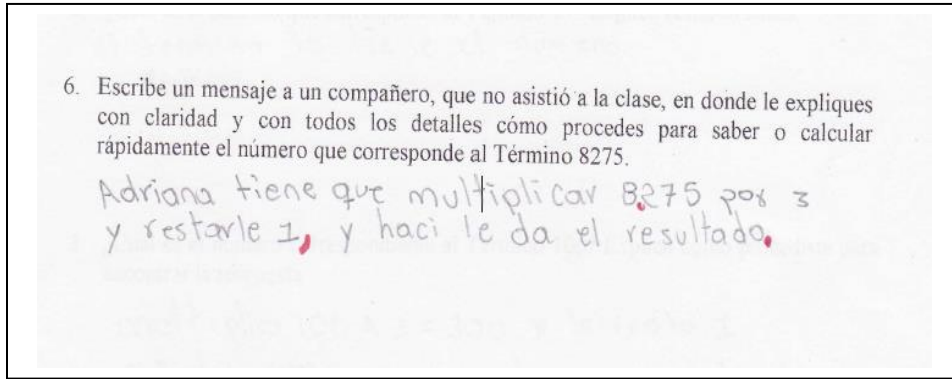 6. Escribe un mensaje a un compañero, que no asistió a la clase, en donde le expliques
con claridad y con todos los detalles cómo procedes para saber o calcular
rápidamente el número que corresponde al Término 8275.
Adriana tiene que multiplicar 8,275 por 3
y restarle 1, y haci le da el resultado.